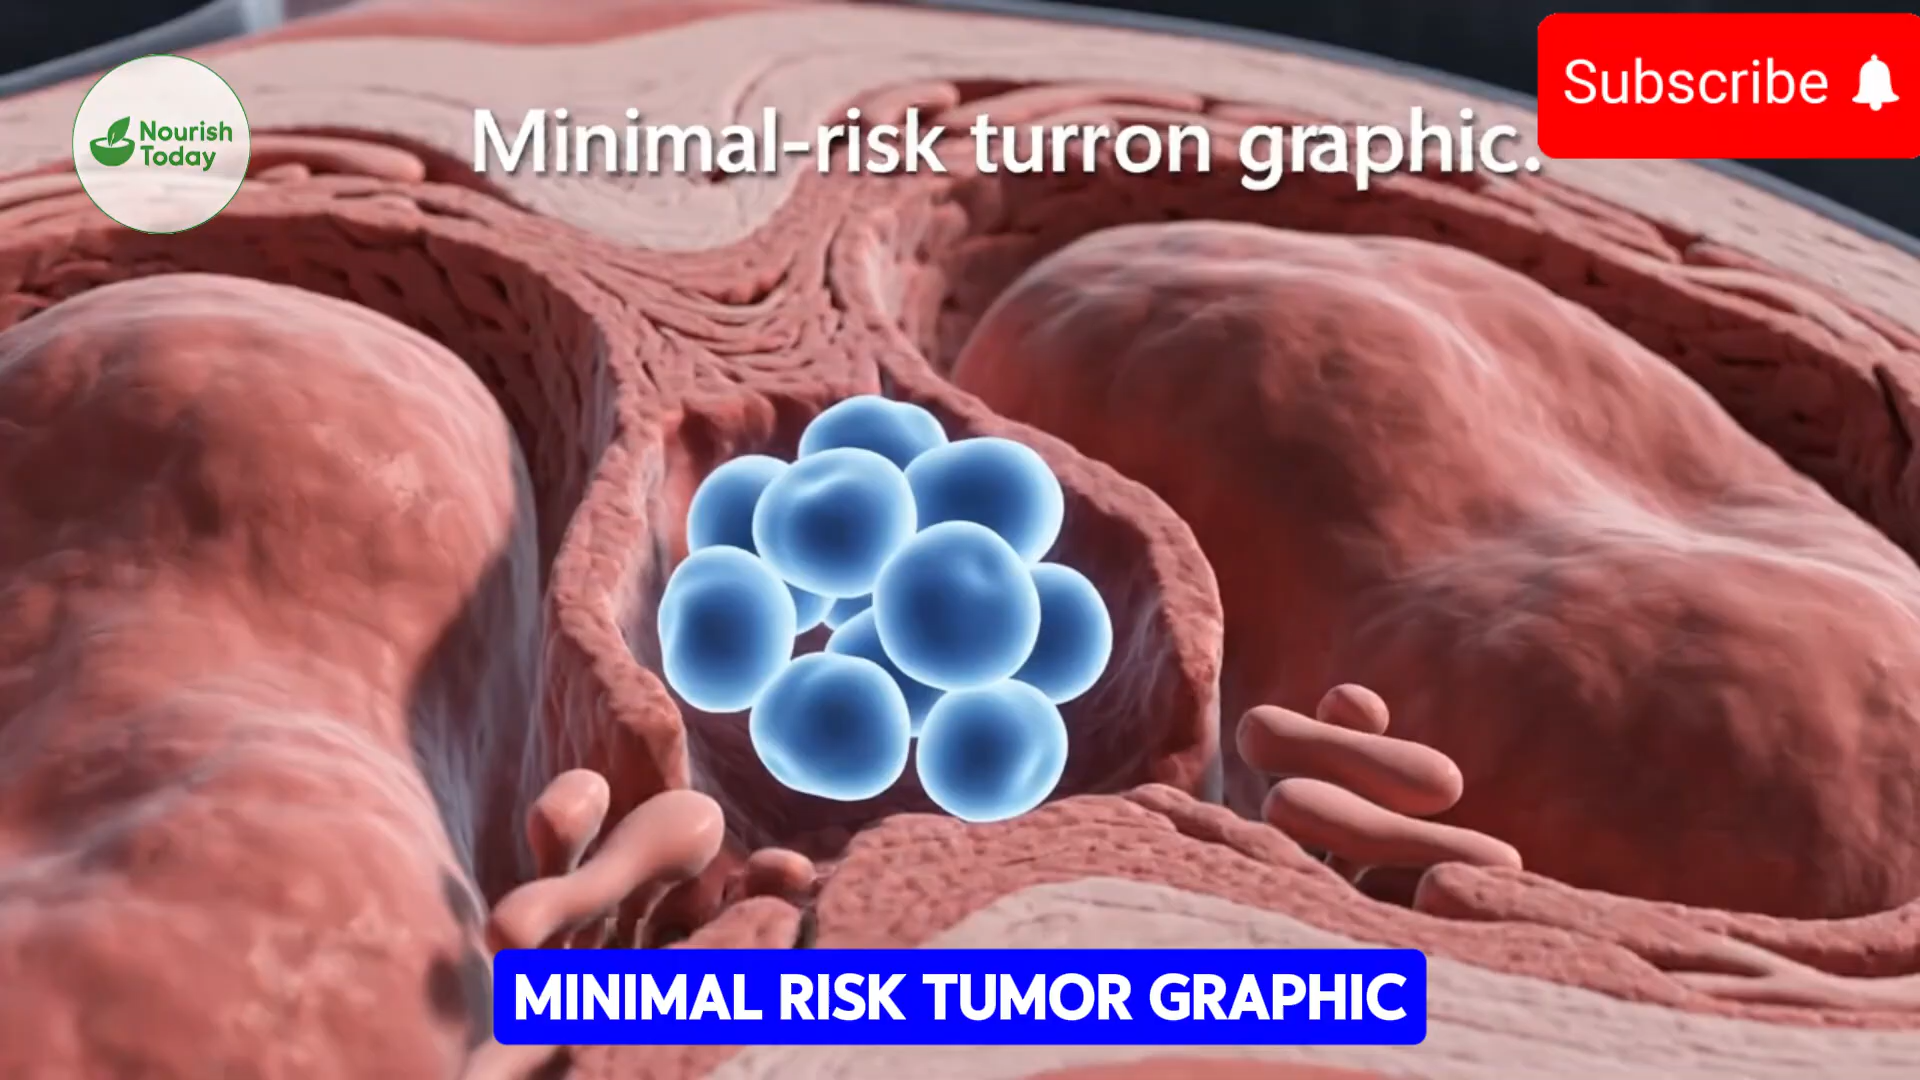 Nourish
Today
Minimal-risk turron graphic.
Subscribe
MINIMAL RISK TUMOR GRAPHIC